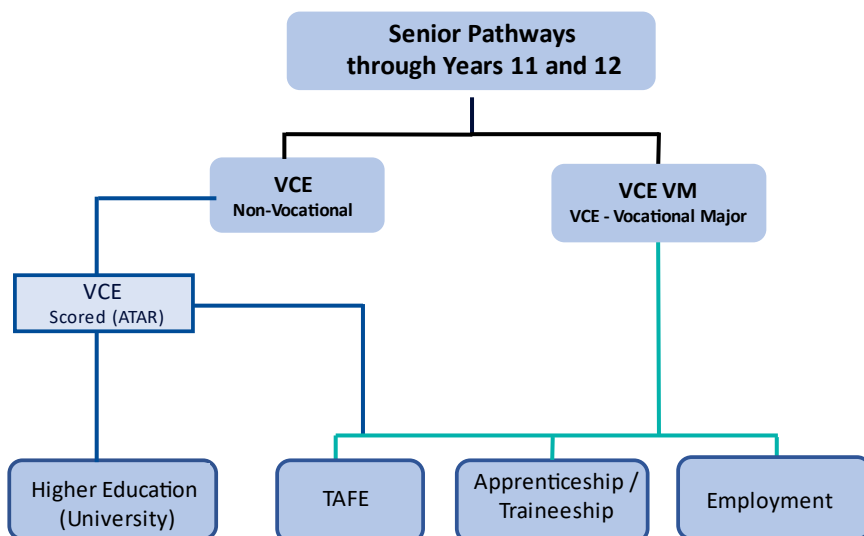 Senior Pathways
through Years 11 and 12
VCE
Non-Vocational
VCE VM
VCE - Vocational Major
VCE
Scored (ATAR)
Higher Education
(University)
TAFE
Apprenticeship /
Traineeship
Employment